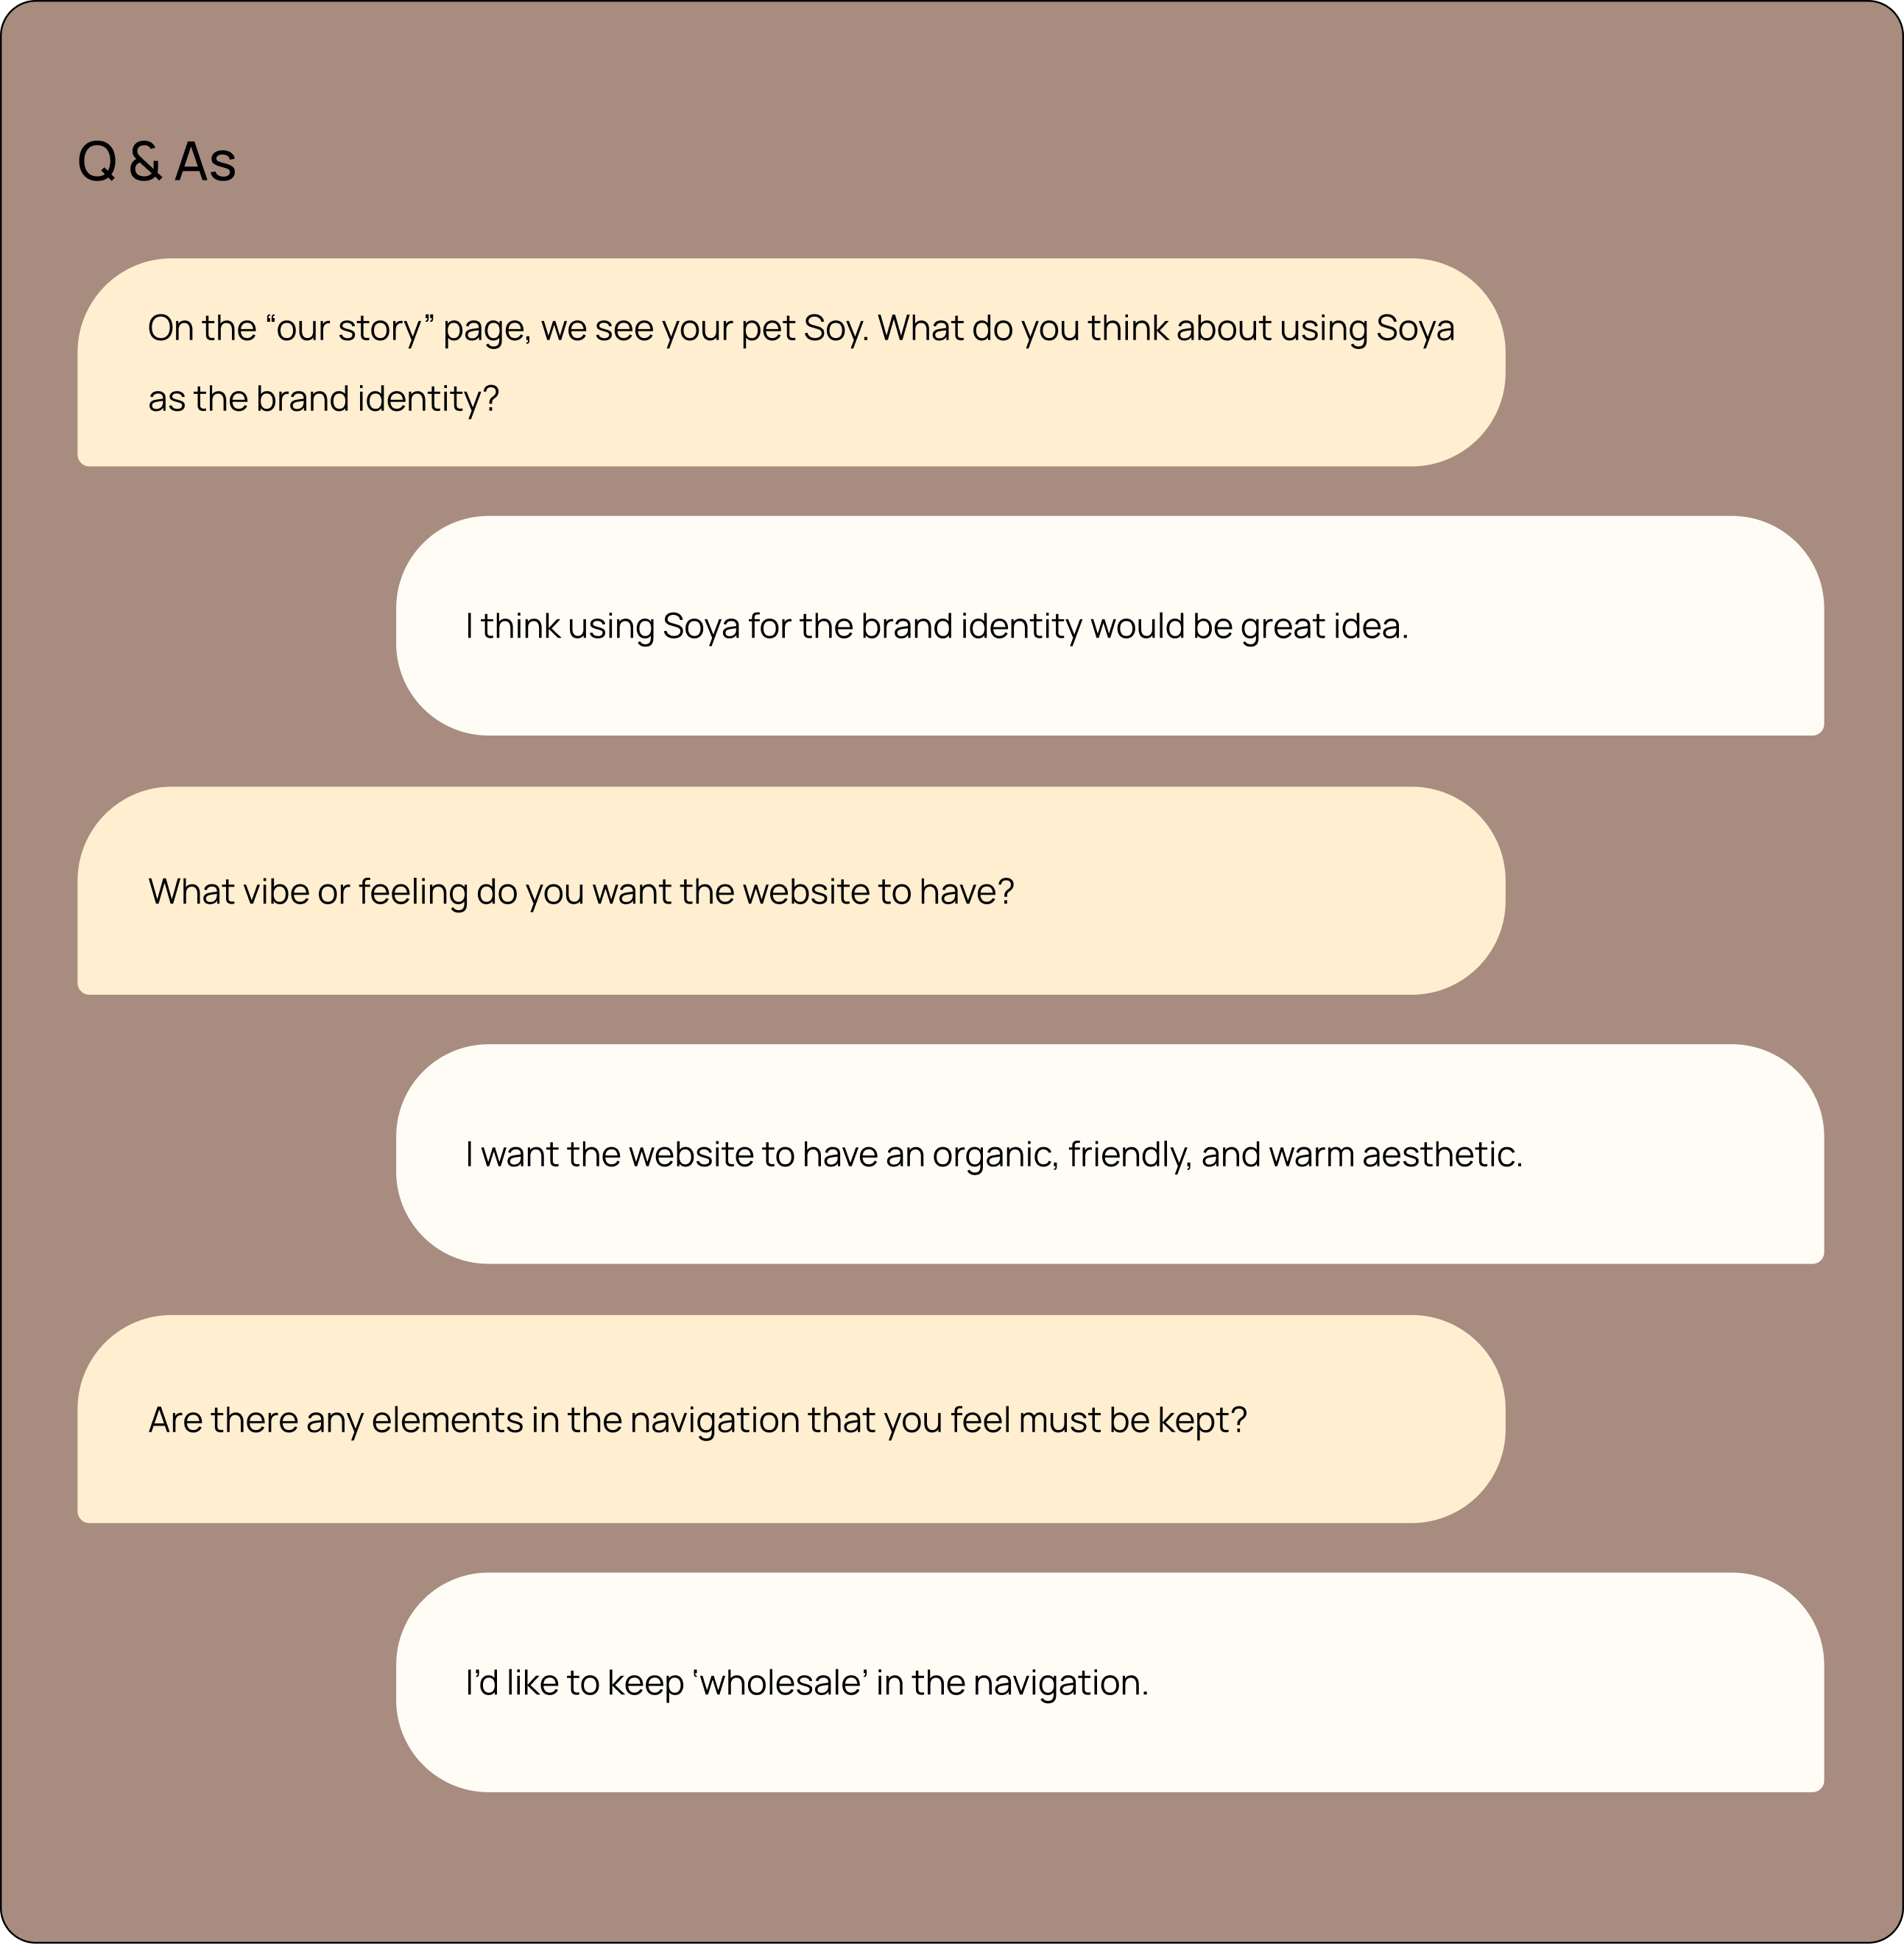 Q & As
On the “our story” page, we see your pet Soy. What do you think about using Soya
as the brand identity?
I think using Soya for the brand identity would be great idea.
What vibe or feeling do you want the website to have?
I want the website to have an organic, friendly, and warm aesthetic.
Are there any elements in the navigation that you feel must be kept?
I’d like to keep ‘wholesale’ in the navigation.